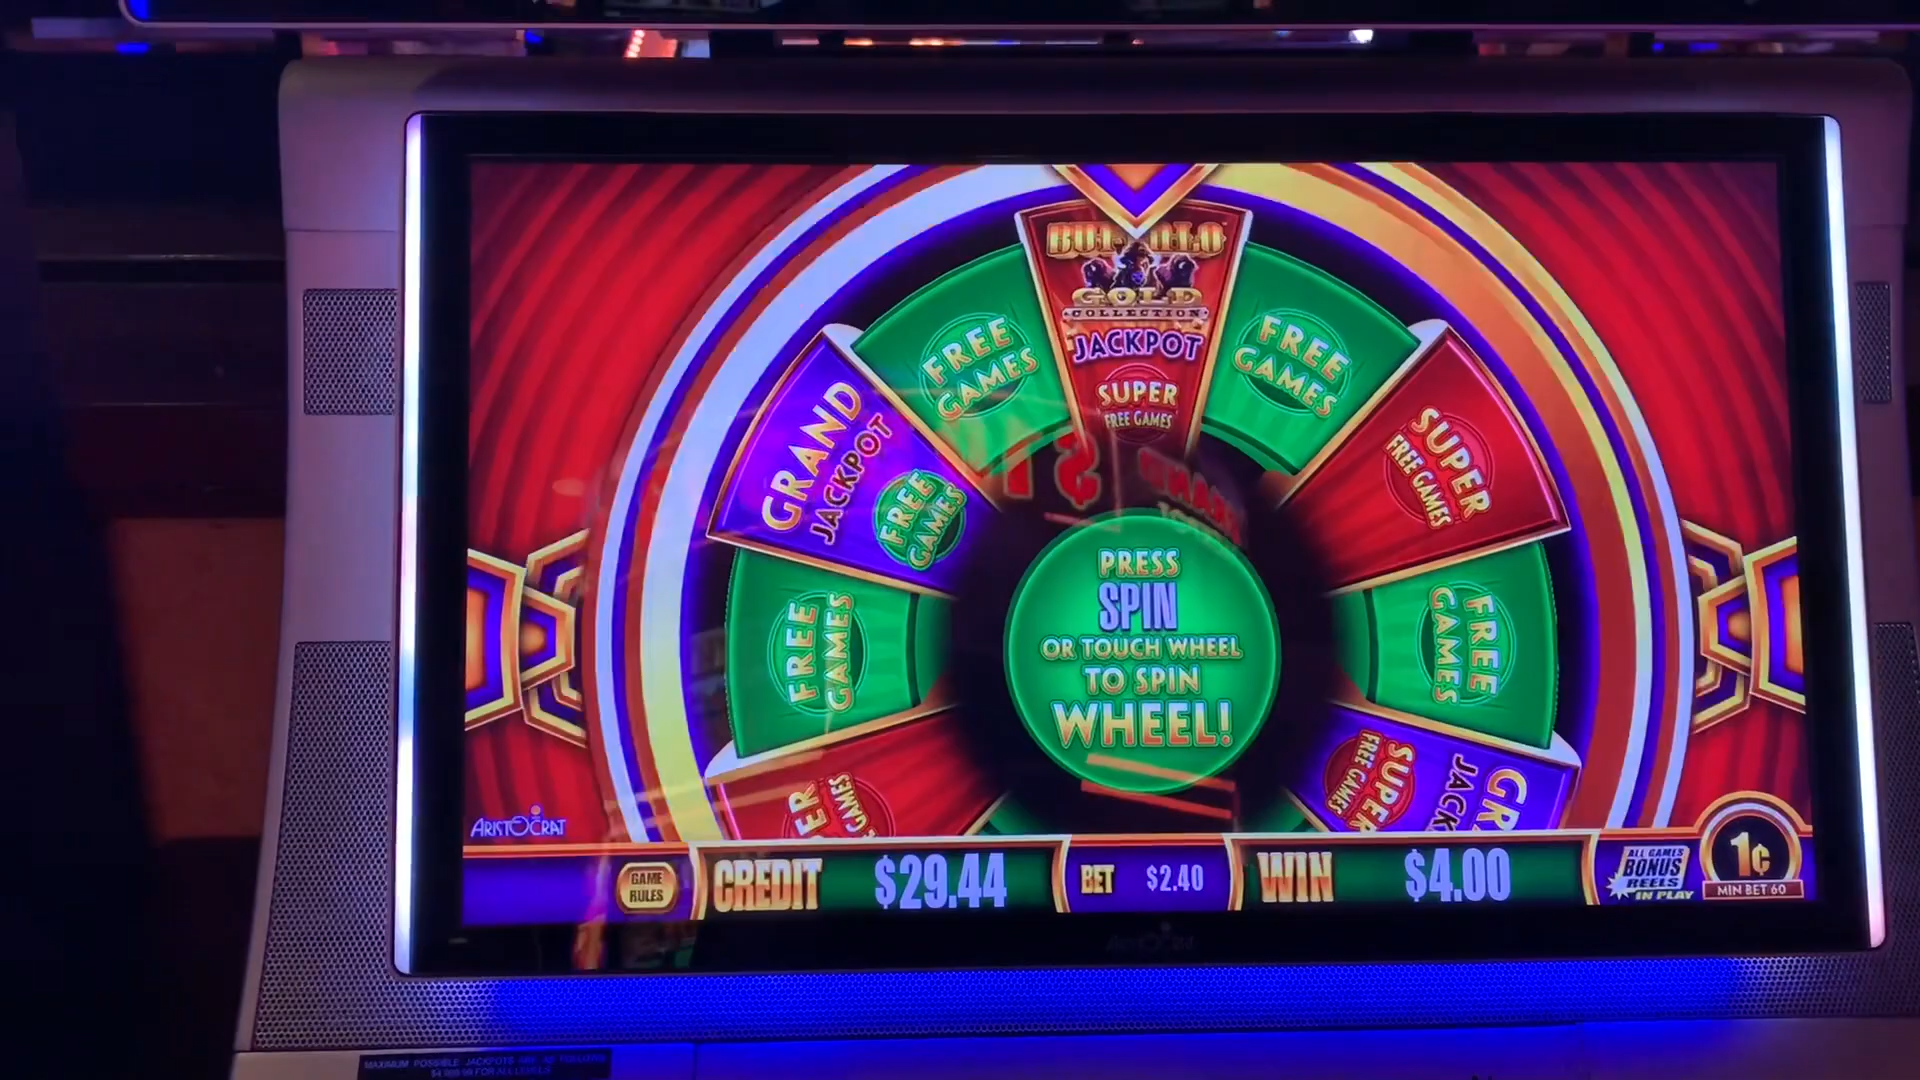 BUFFALO
GOLD
COLLECTION
JACKPOT
SUPER
FREE GAMES
FREE
GAMES
FREE
GAMES
GRAND
JACKPOT
FREE
GAMES
SUPER
FREE GAMES
FREE
GAMES
FREE
GAMES
PRESS
SPIN
OR TOUCH WHEEL
TO SPIN
WHEEL!
SUPER
FREE GAMES
ER
GAMES
ARISTOCRAT
GAME
RULES
CREDIT $29.44
BET $2.40
WIN $4.00
ALL GAMES
BONUS
REELS
IN PLAY
1¢
MIN BET 60